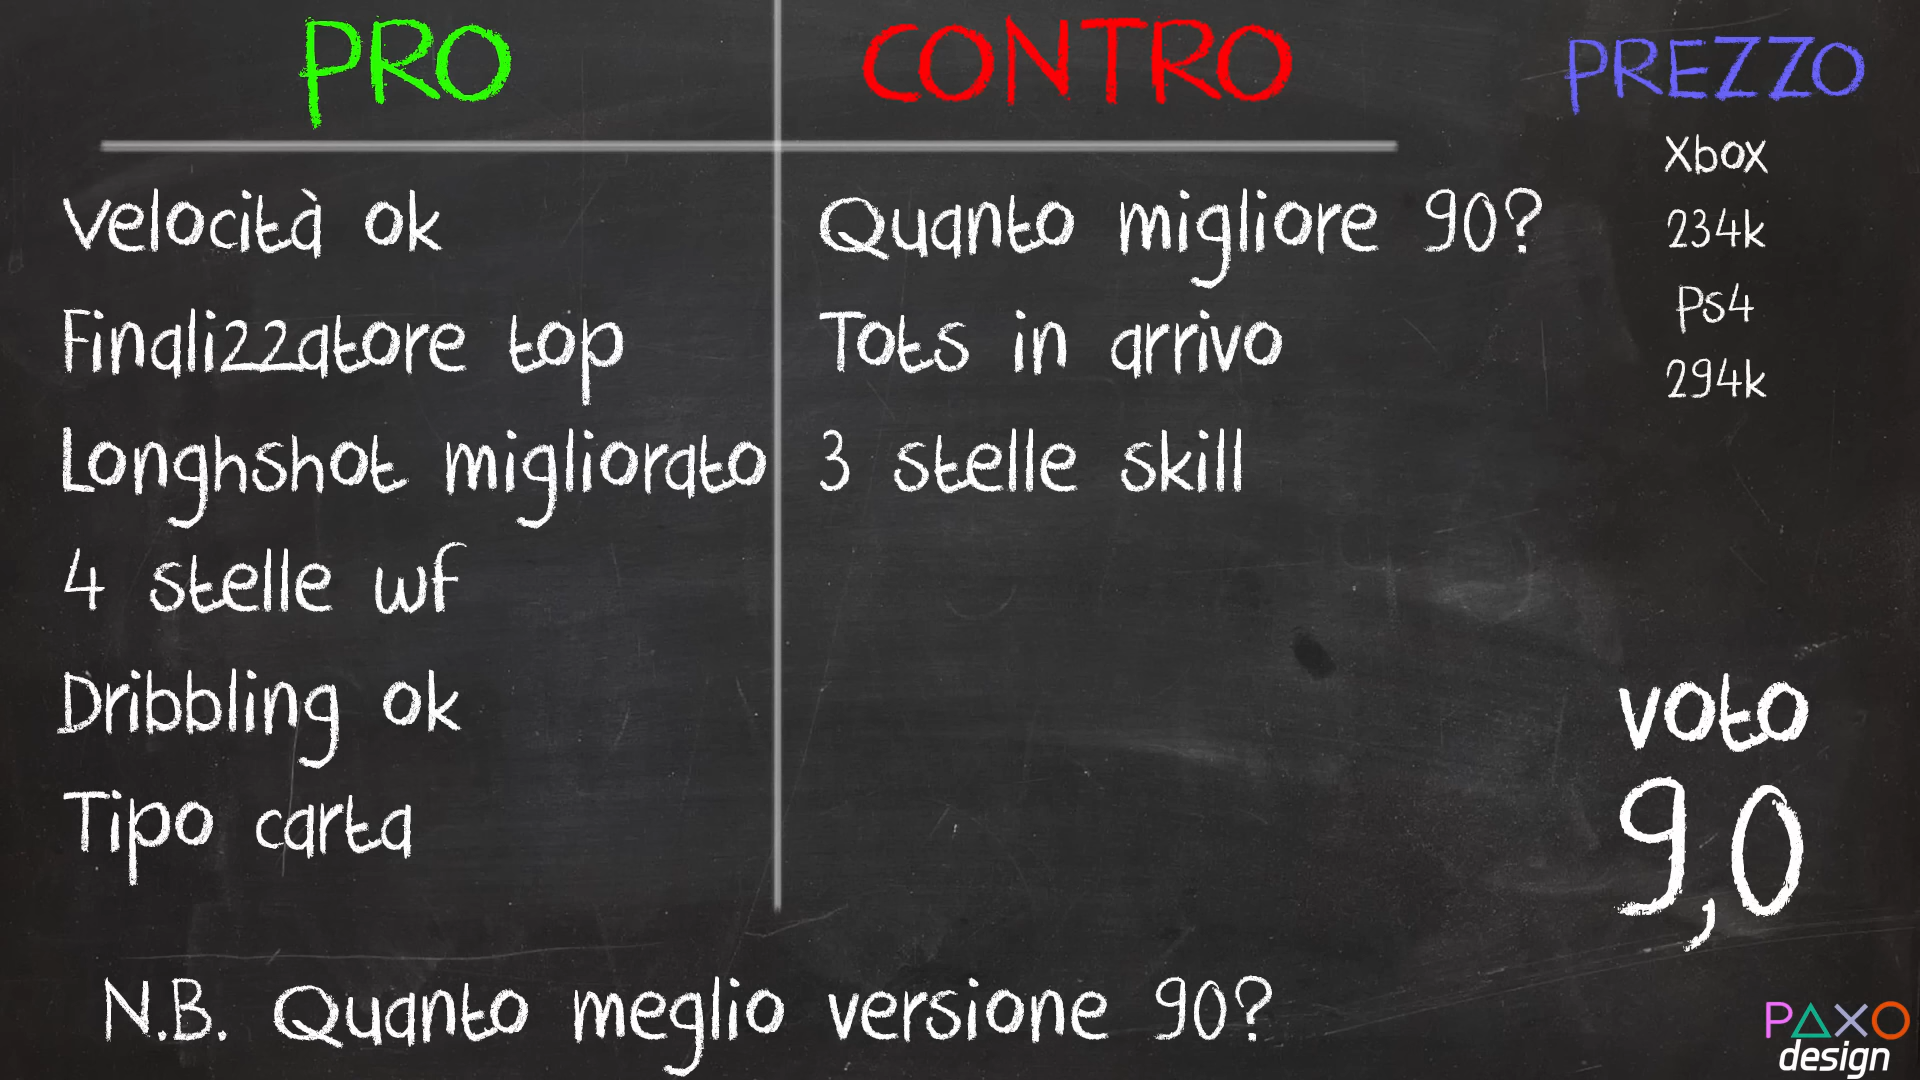 PRO
CONTRO
PREZZO
Velocità ok
Finalizzatore top
Longhshot migliorato
4 stelle wf
Dribbling ok
Tipo carta
Quanto migliore 90?
Tots in arrivo
3 stelle skill
Xbox
234k
Ps4
294k
voto
9,0
N.B. Quanto meglio versione 90?
PAXO
design